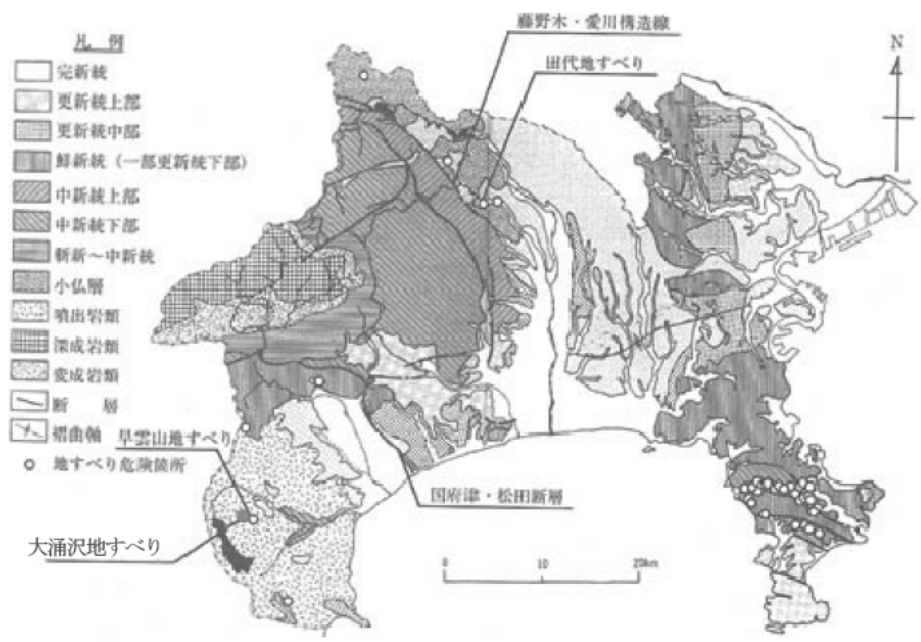 凡例
完新統
更新統上部
更新統中部
鮮新統（一部更新統下部）
中新統上部
中新統下部
漸新～中新統
小仏層
噴出岩類
深成岩類
変成岩類
断層
褶曲軸
地すべり危険箇所
藤野木・愛川構造線
田代地すべり
N
早雲山地すべり
大涌沢地すべり
国府津・松田断層
0 10 20km